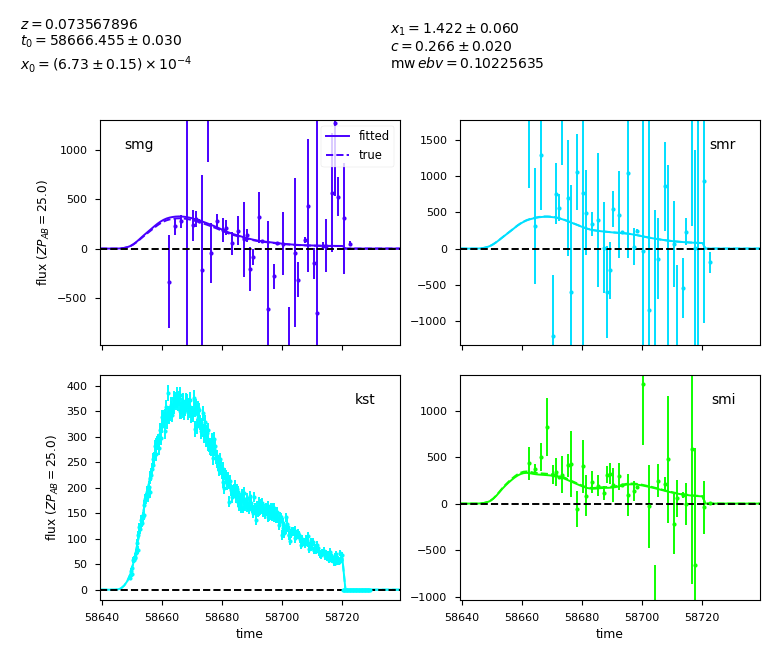 z = 0.073567896
t₀ = 58666.455 ± 0.030
x₀ = (6.73 ± 0.15) × 10⁻⁴
x₁ = 1.422 ± 0.060
c = 0.266 ± 0.020
mw ebv = 0.10225635
smg
fitted
true
1000
500
0
−500
flux (ZP_AB = 25.0)
smr
1500
1000
500
0
−500
−1000
kst
400
350
300
250
200
150
100
50
0
flux (ZP_AB = 25.0)
58640 58660 58680 58700 58720
time
smi
1000
500
0
−500
−1000
58640 58660 58680 58700 58720
time